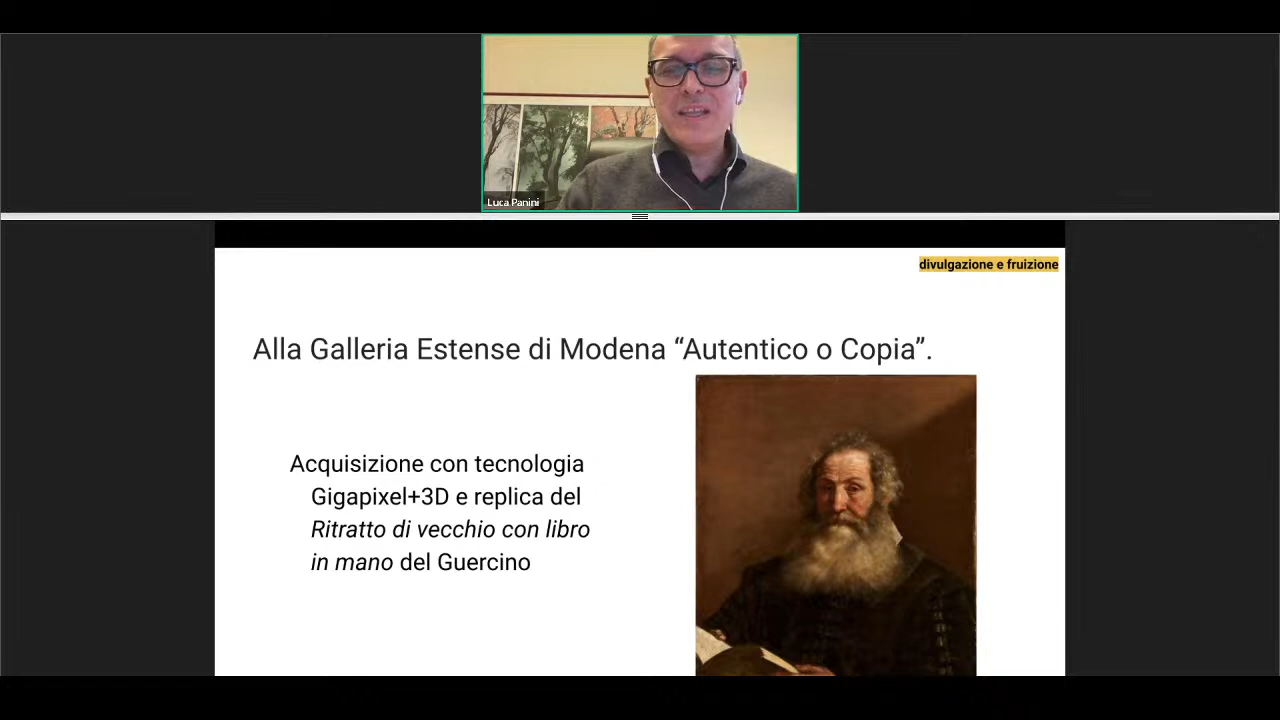 Luca Panini
divulgazione e fruizione
Alla Galleria Estense di Modena “Autentico o Copia”.
Acquisizione con tecnologia
Gigapixel+3D e replica del
Ritratto di vecchio con libro
in mano del Guercino